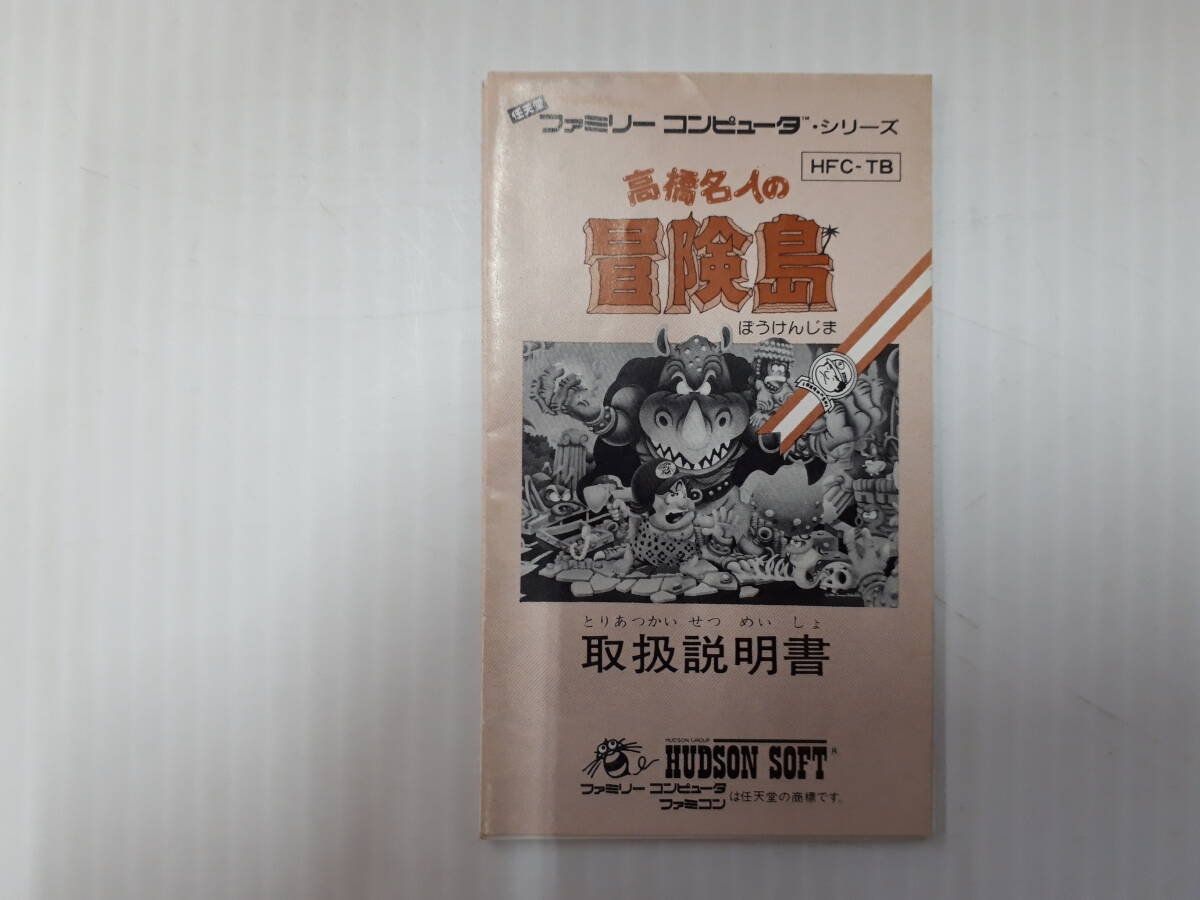 任天堂
ファミリー コンピュータ™・シリーズ
HFC-TB
高橋名人の
冒険島
ぼうけんじま
とりあつかい せつ めい しょ
取扱説明書
HUDSON GROUP
HUDSON SOFT®
ファミリー コンピュータ
ファミコン
は任天堂の商標です。